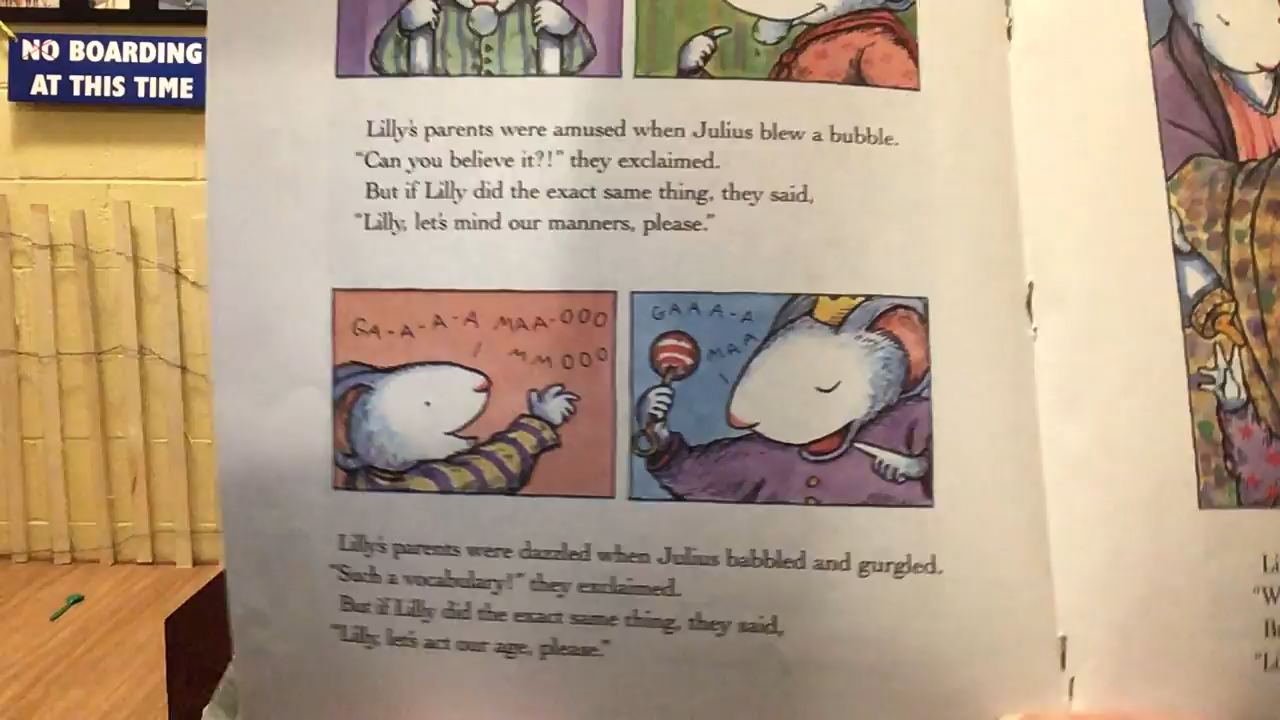 NO BOARDING
AT THIS TIME
Lilly's parents were amused when Julius blew a bubble.
"Can you believe it?!" they exclaimed.
But if Lilly did the exact same thing, they said,
"Lilly, let's mind our manners, please."
GA-A-A-A MAA-OOO
MMOOO
GAAA-A
MAA
Lilly's parents were dazzled when Julius babbled and gurgled.
"Such a vocabulary!" they exclaimed.
But if Lilly did the exact same thing, they said,
"Lilly, let's act our age, please."